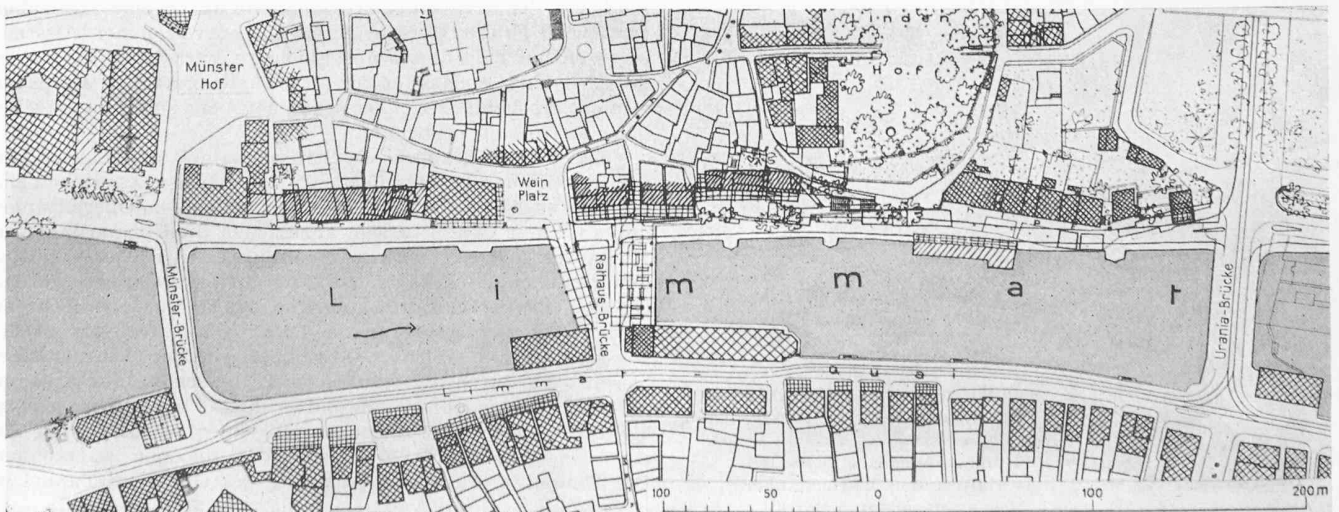 Linden
Hof
Münster
Hof
Wein
Platz
Münster-Brücke
Rathaus-Brücke
Urania-Brücke
Limmat
Limmat-Quai
100 50 0 100 200 m